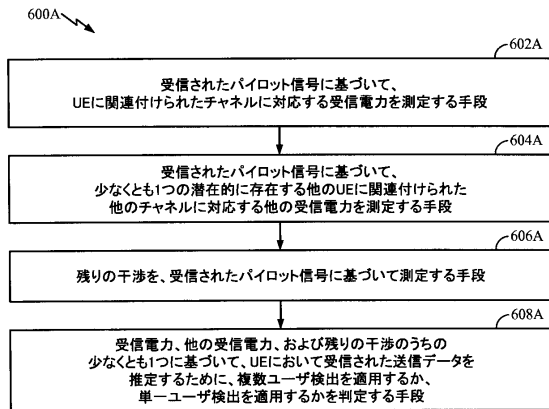 600A
602A
受信されたパイロット信号に基づいて、
UEに関連付けられたチャネルに対応する受信電力を測定する手段
604A
受信されたパイロット信号に基づいて、
少なくとも1つの潜在的に存在する他のUEに関連付けられた
他のチャネルに対応する他の受信電力を測定する手段
606A
残りの干渉を、受信されたパイロット信号に基づいて測定する手段
608A
受信電力、他の受信電力、および残りの干渉のうちの
少なくとも1つに基づいて、UEにおいて受信された送信データを
推定するために、複数ユーザ検出を適用するか、
単一ユーザ検出を適用するかを判定する手段